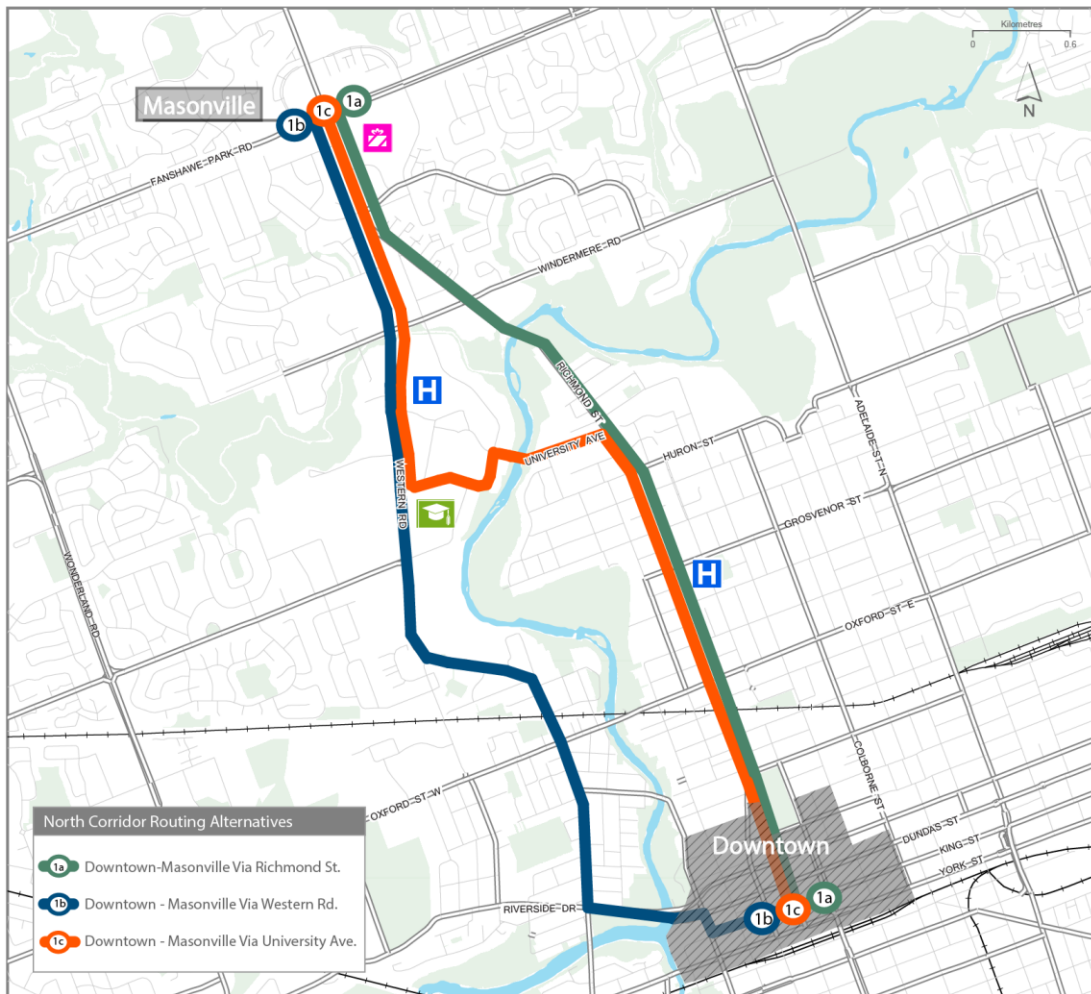 Kilometres
0 0.6
N
Masonville
1a
1c
1b
FANSHAWE PARK RD
WINDERMERE RD
H
RICHMOND ST
UNIVERSITY AVE
HURON ST
ADELAIDE ST N
WESTERN RD
GROSVENOR ST
WONDERLAND RD
H
OXFORD ST E
COLBORNE ST
OXFORD ST W
DUNDAS ST
KING ST
YORK ST
Downtown
RIVERSIDE DR
1b
1c
1a
North Corridor Routing Alternatives
1a Downtown-Masonville Via Richmond St.
1b Downtown - Masonville Via Western Rd.
1c Downtown - Masonville Via University Ave.